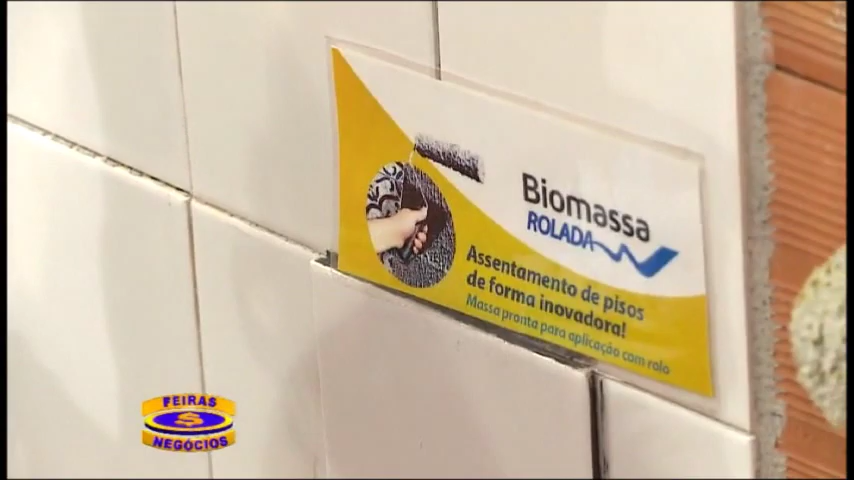 Biomassa
ROLADA
Assentamento de pisos
de forma inovadora!
Massa pronta para aplicação com rolo
FEIRAS
$
NEGÓCIOS